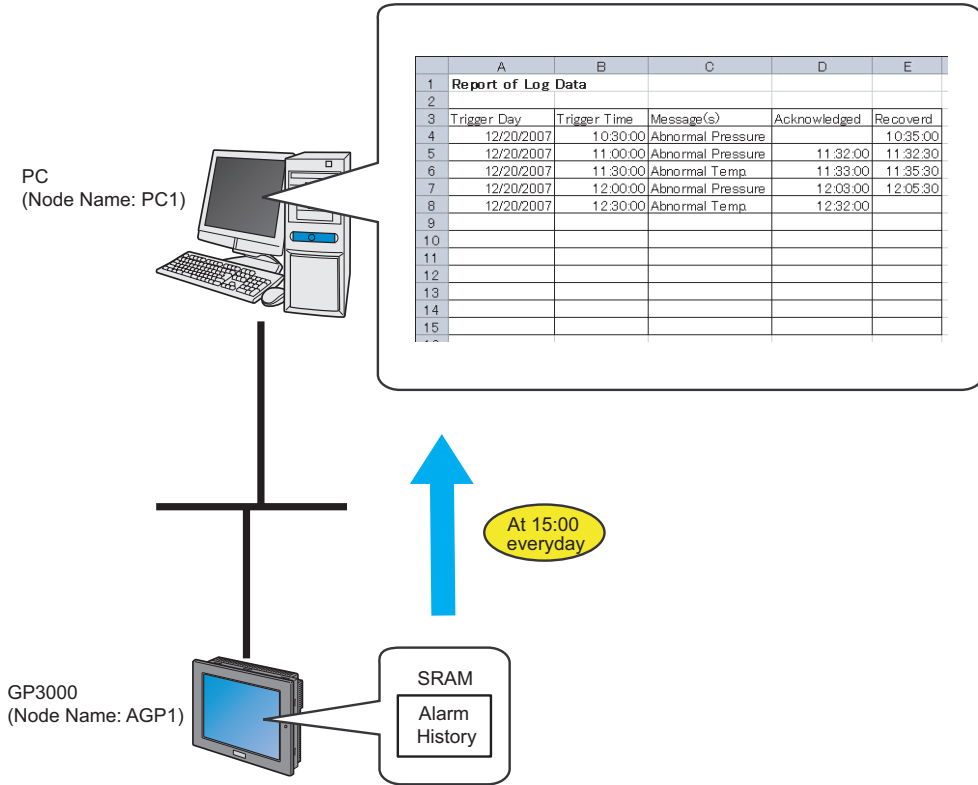 A B C D E
1 Report of Log Data
2
3 Trigger Day Trigger Time Message(s) Acknowledged Recoverd
4 12/20/2007 10:30:00 Abnormal Pressure 10:35:00
5 12/20/2007 11:00:00 Abnormal Pressure 11:32:00 11:32:30
6 12/20/2007 11:30:00 Abnormal Temp. 11:33:00 11:35:30
7 12/20/2007 12:00:00 Abnormal Pressure 12:03:00 12:05:30
8 12/20/2007 12:30:00 Abnormal Temp. 12:32:00
9
10
11
12
13
14
15
PC
(Node Name: PC1)
At 15:00
everyday
GP3000
(Node Name: AGP1)
SRAM
Alarm
History